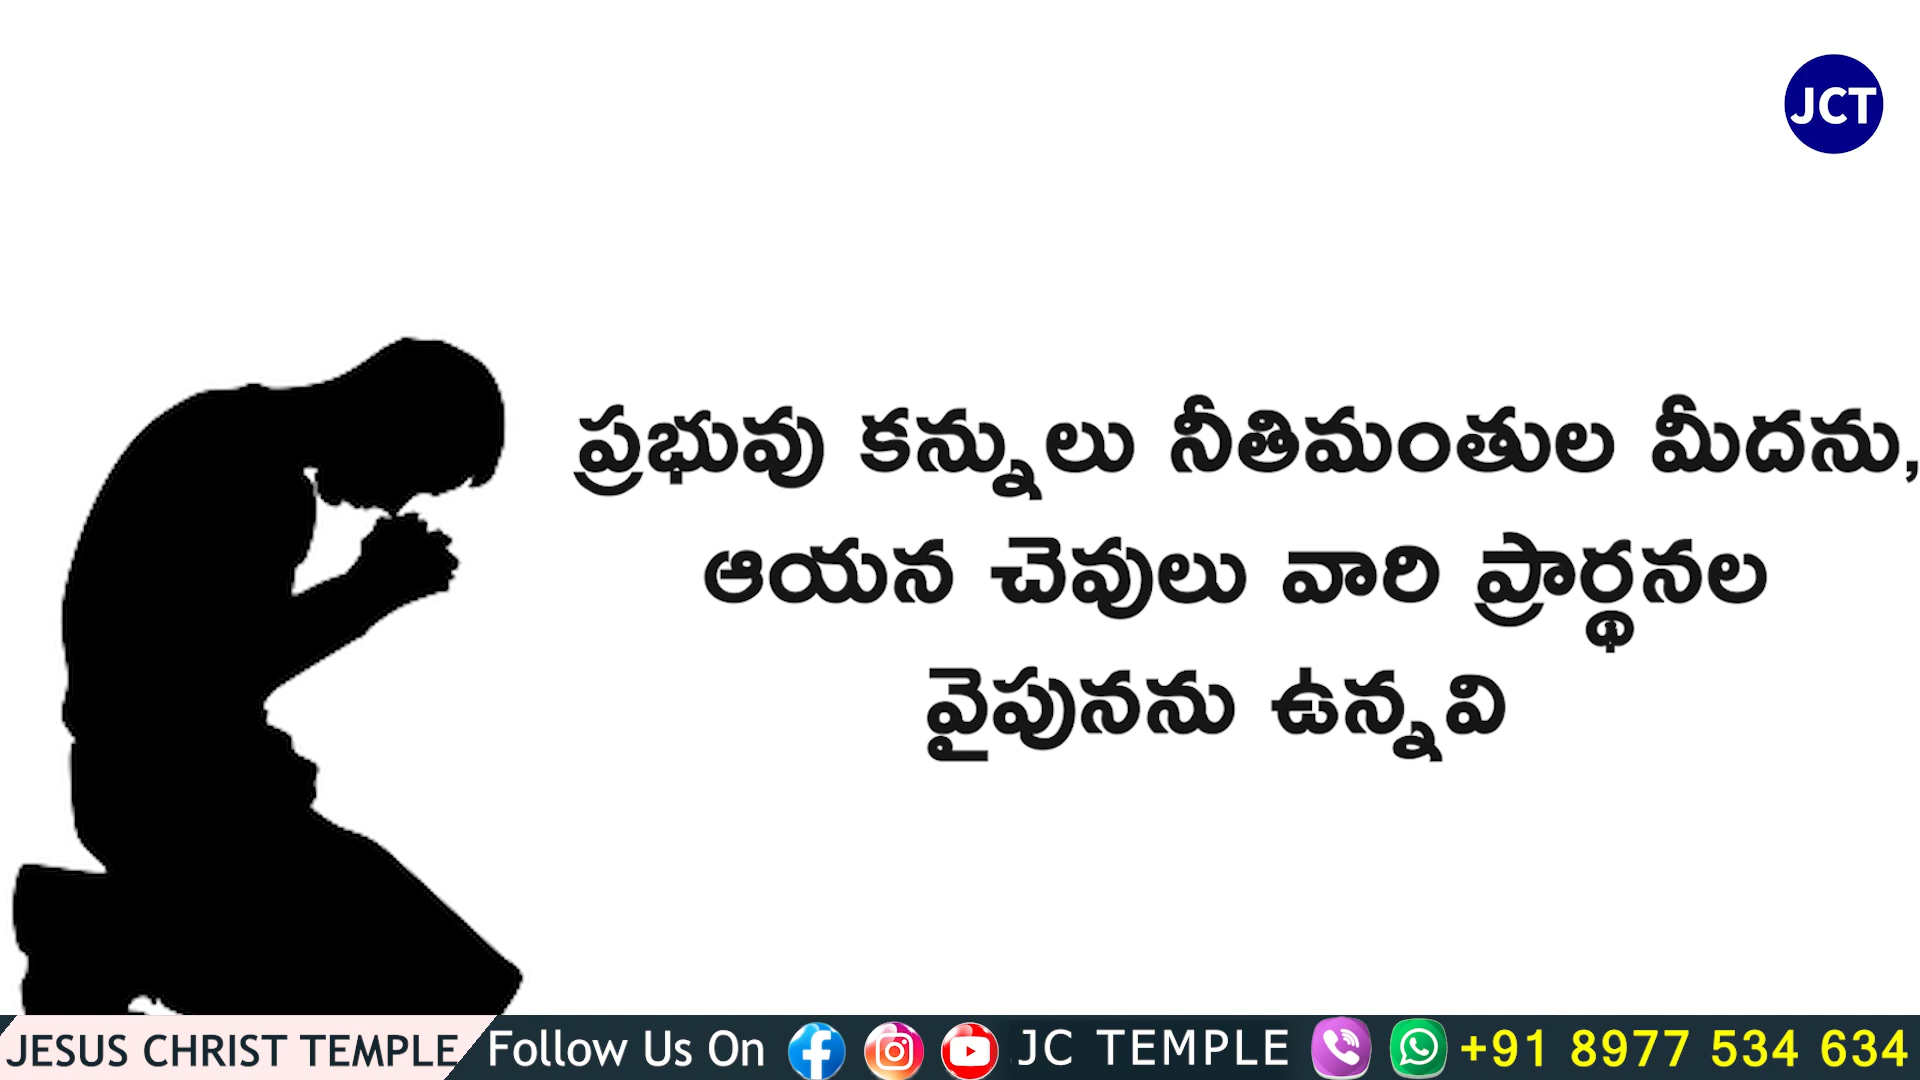 JCT
ప్రభువు కన్నులు నీతిమంతుల మీదను,
ఆయన చెవులు వారి ప్రార్థనల
వైపునను ఉన్నవి
JESUS CHRIST TEMPLE Follow Us On JC TEMPLE +91 8977 534 634